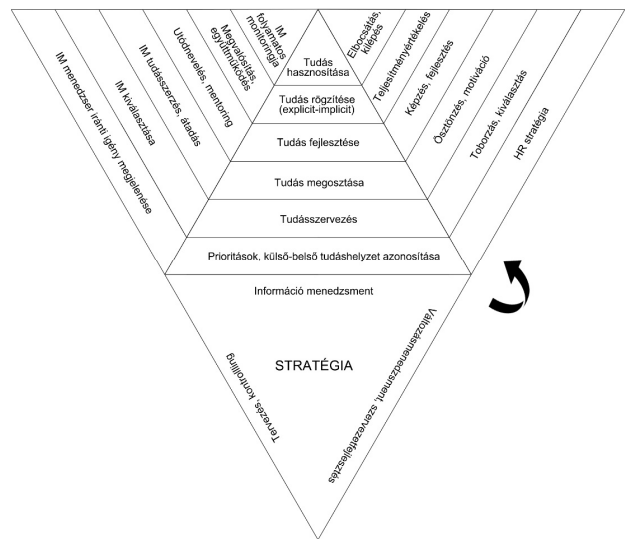 IM menedzser iránti igény megjelenése
IM kiválasztása
IM tudásszerzés, átadás
Utódnevelés, mentoring
Megvalósítás,
együttműködés
IM
folyamatos
monitoringja
Tudás
hasznosítása
Tudás rögzítése
(explicit-implicit)
Tudás fejlesztése
Tudás megosztása
Tudásszervezés
Prioritások, külső-belső tudáshelyzet azonosítása
Elbocsátás,
kilépés
Teljesítményértékelés
Képzés, fejlesztés
Ösztönzés, motiváció
Toborzás, kiválasztás
HR stratégia
Információ menedzsment
STRATÉGIA
Tervezés, kontrolling
Változásmenedzsment, szervezetfejlesztés